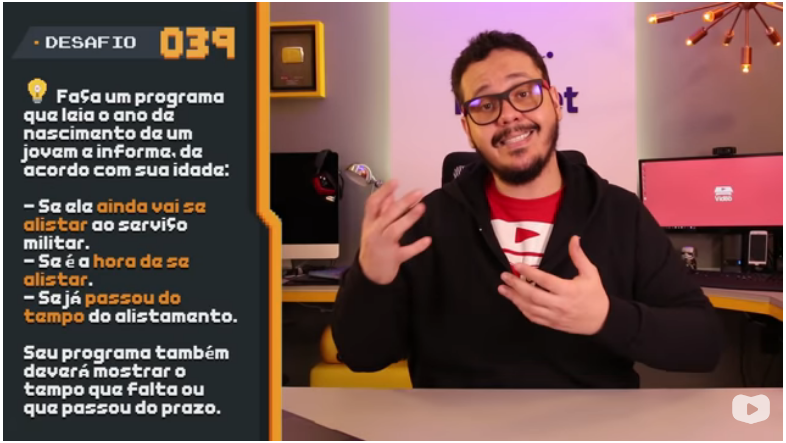 DESAFIO 039
Faça um programa
que leia o ano de
nascimento de um
jovem e informe, de
acordo com sua idade:
- Se ele ainda vai se
alistar ao serviço
militar.
- Se é a hora de se
alistar.
- Se já passou do
tempo do alistamento.
Seu programa também
deverá mostrar o
tempo que falta ou
que passou do prazo.